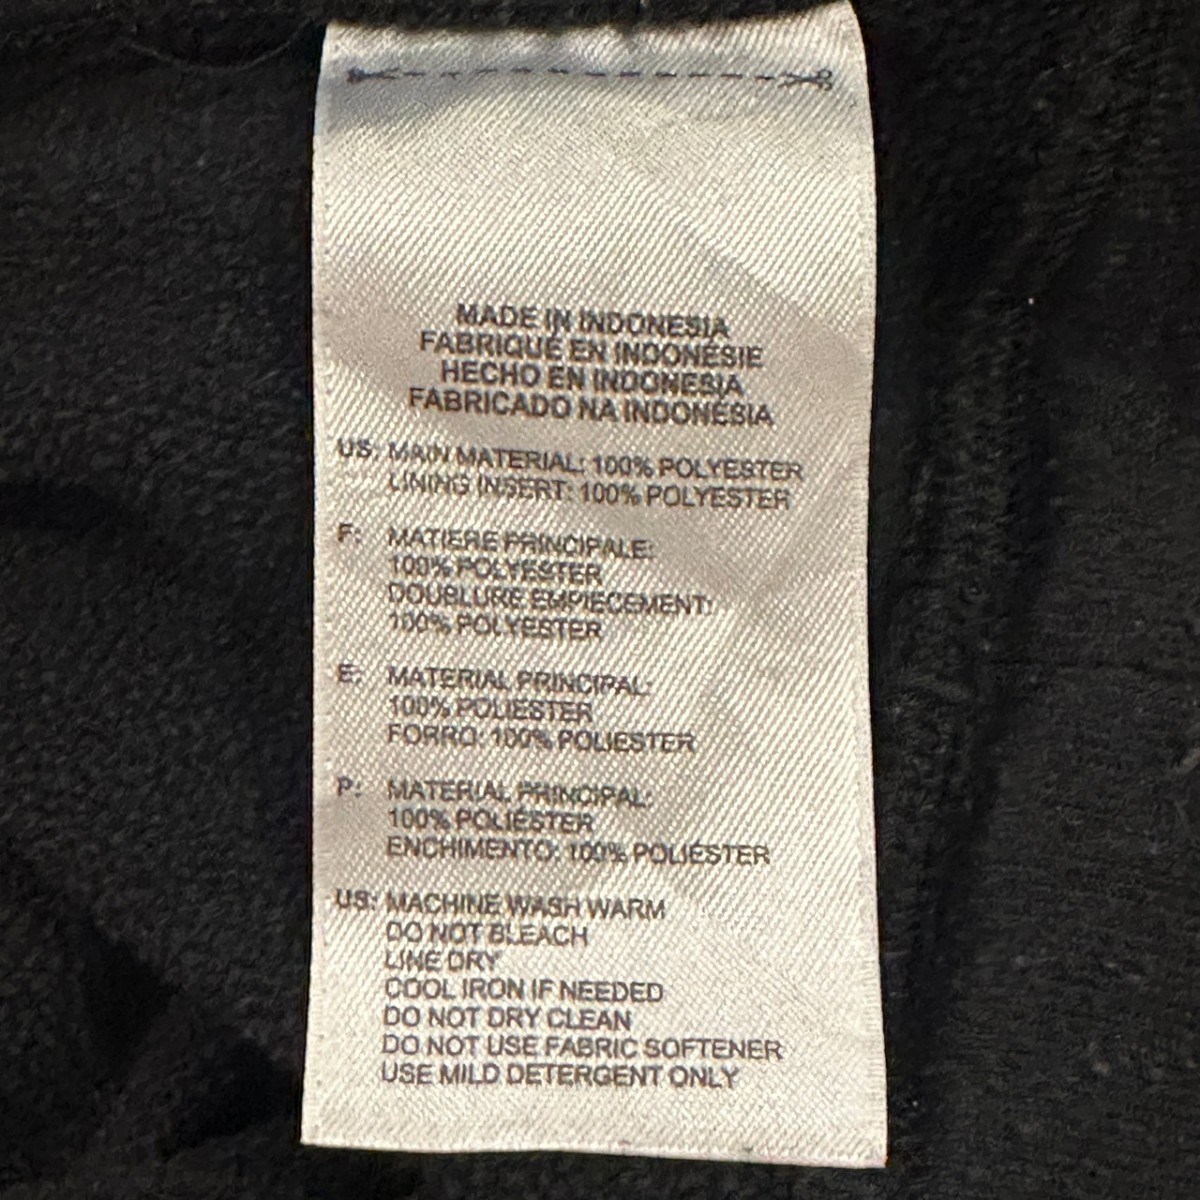 MADE IN INDONESIA
FABRIQUÉ EN INDONÉSIE
HECHO EN INDONESIA
FABRICADO NA INDONÉSIA
US: MAIN MATERIAL: 100% POLYESTER
LINING INSERT: 100% POLYESTER
F: MATIERE PRINCIPALE:
100% POLYESTER
DOUBLURE EMPIECEMENT:
100% POLYESTER
E: MATERIAL PRINCIPAL:
100% POLIESTER
FORRO: 100% POLIESTER
P: MATERIAL PRINCIPAL:
100% POLIÉSTER
ENCHIMENTO: 100% POLIÉSTER
US: MACHINE WASH WARM
DO NOT BLEACH
LINE DRY
COOL IRON IF NEEDED
DO NOT DRY CLEAN
DO NOT USE FABRIC SOFTENER
USE MILD DETERGENT ONLY